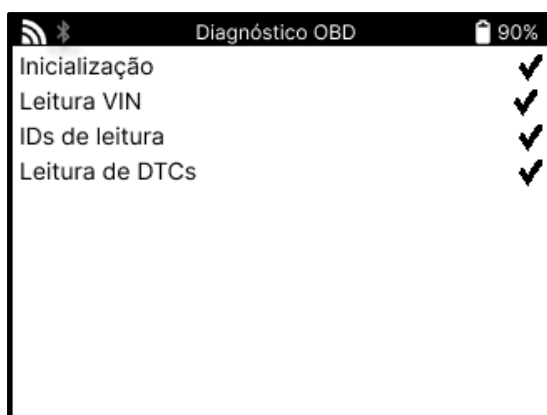 Diagnóstico OBD 90%
Inicialização
Leitura VIN
IDs de leitura
Leitura de DTCs